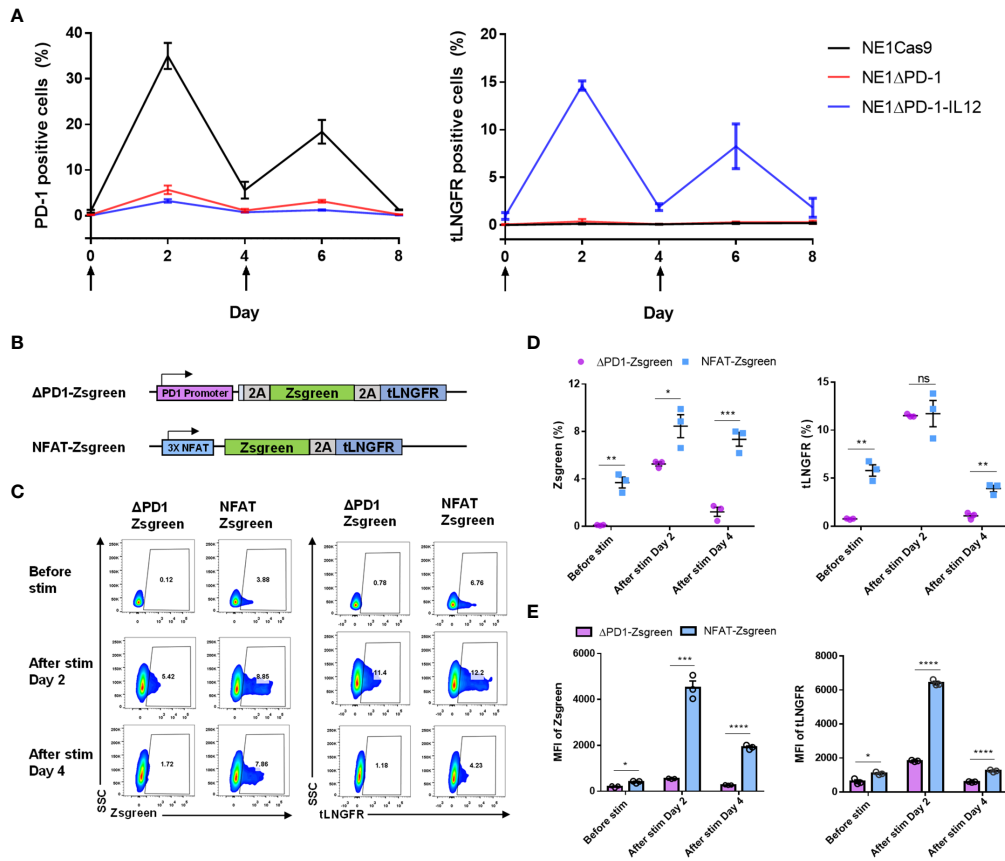 A
PD-1 positive cells (%)
40
30
20
10
0
0 2 4 6 8
Day
tLNGFR positive cells (%)
20
15
10
5
0
0 2 4 6 8
Day
NE1Cas9
NE1ΔPD-1
NE1ΔPD-1-IL12
B
ΔPD1-Zsgreen
PD1 Promoter 2A Zsgreen 2A tLNGFR
NFAT-Zsgreen
3X NFAT Zsgreen 2A tLNGFR
C
ΔPD1 Zsgreen
NFAT Zsgreen
ΔPD1 Zsgreen
NFAT Zsgreen
Before stim
0.12
3.88
0.78
6.76
After stim Day 2
5.42
8.85
11.4
12.2
After stim Day 4
1.72
7.86
1.18
4.23
SSC
Zsgreen
SSC
tLNGFR
D
ΔPD1-Zsgreen NFAT-Zsgreen
Zsgreen (%)
12
8
4
0
**
*
***
Before stim
After stim Day 2
After stim Day 4
tLNGFR (%)
15
10
5
0
**
ns
**
Before stim
After stim Day 2
After stim Day 4
E
ΔPD1-Zsgreen NFAT-Zsgreen
MFI of Zsgreen
6000
4000
2000
0
*
***
****
Before stim
After stim Day 2
After stim Day 4
MFI of tLNGFR
8000
6000
4000
2000
0
*
****
****
Before stim
After stim Day 2
After stim Day 4